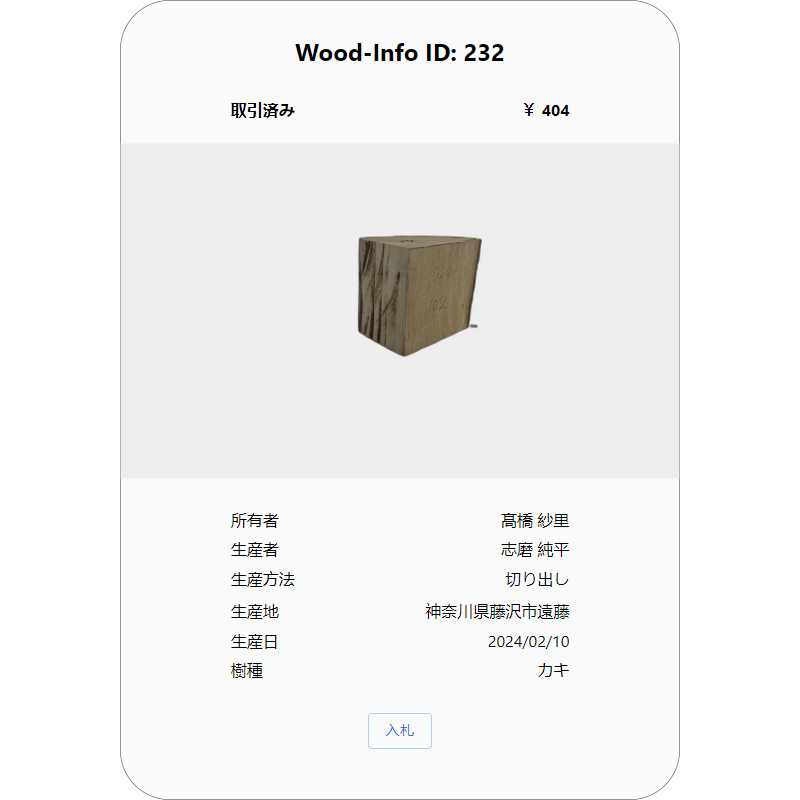 Wood-Info ID: 232
取引済み ￥ 404
所有者 髙橋 紗里
生産者 志磨 純平
生産方法 切り出し
生産地 神奈川県藤沢市遠藤
生産日 2024/02/10
樹種 カキ
入札